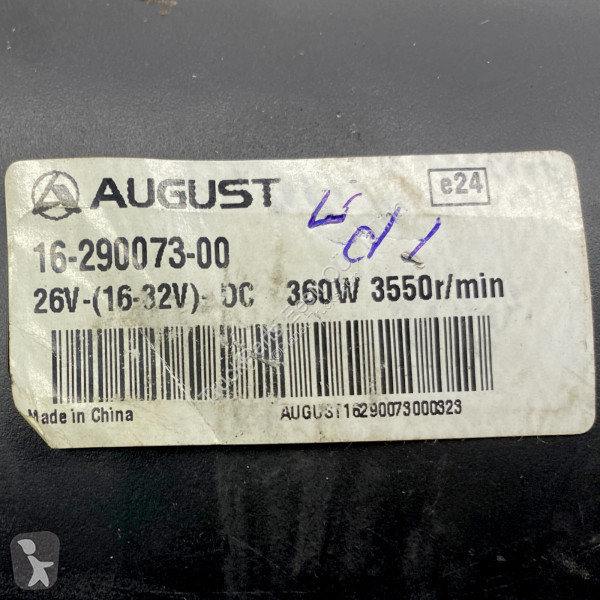 AUGUST e24
16-290073-00
26V-(16-32V)- DC 360W 3550r/min
Made in China AUGUST16290073000323